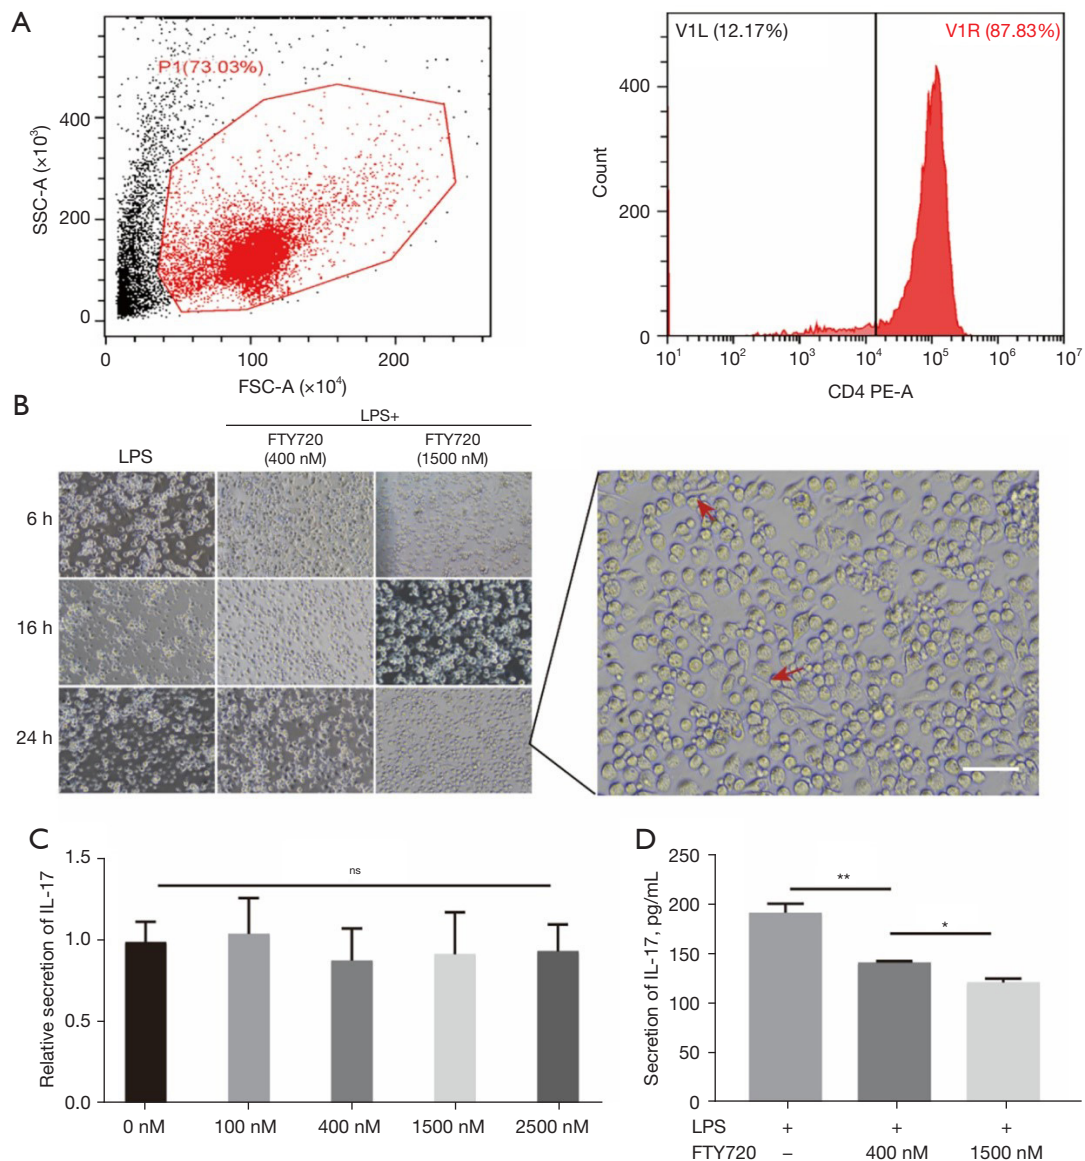 A
P1(73.03%)
SSC-A (×10³)
400
200
0
0
100
200
FSC-A (×10⁴)
V1L (12.17%)
V1R (87.83%)
Count
400
200
0
10¹
10²
10³
10⁴
10⁵
10⁶
10⁷
CD4 PE-A
B
LPS+
LPS
FTY720
(400 nM)
FTY720
(1500 nM)
6 h
16 h
24 h
C
Relative secretion of IL-17
1.5
1.0
0.5
0.0
ns
0 nM
100 nM
400 nM
1500 nM
2500 nM
D
Secretion of IL-17, pg/mL
250
200
150
100
50
0
**
*
LPS + + +
FTY720 – 400 nM 1500 nM